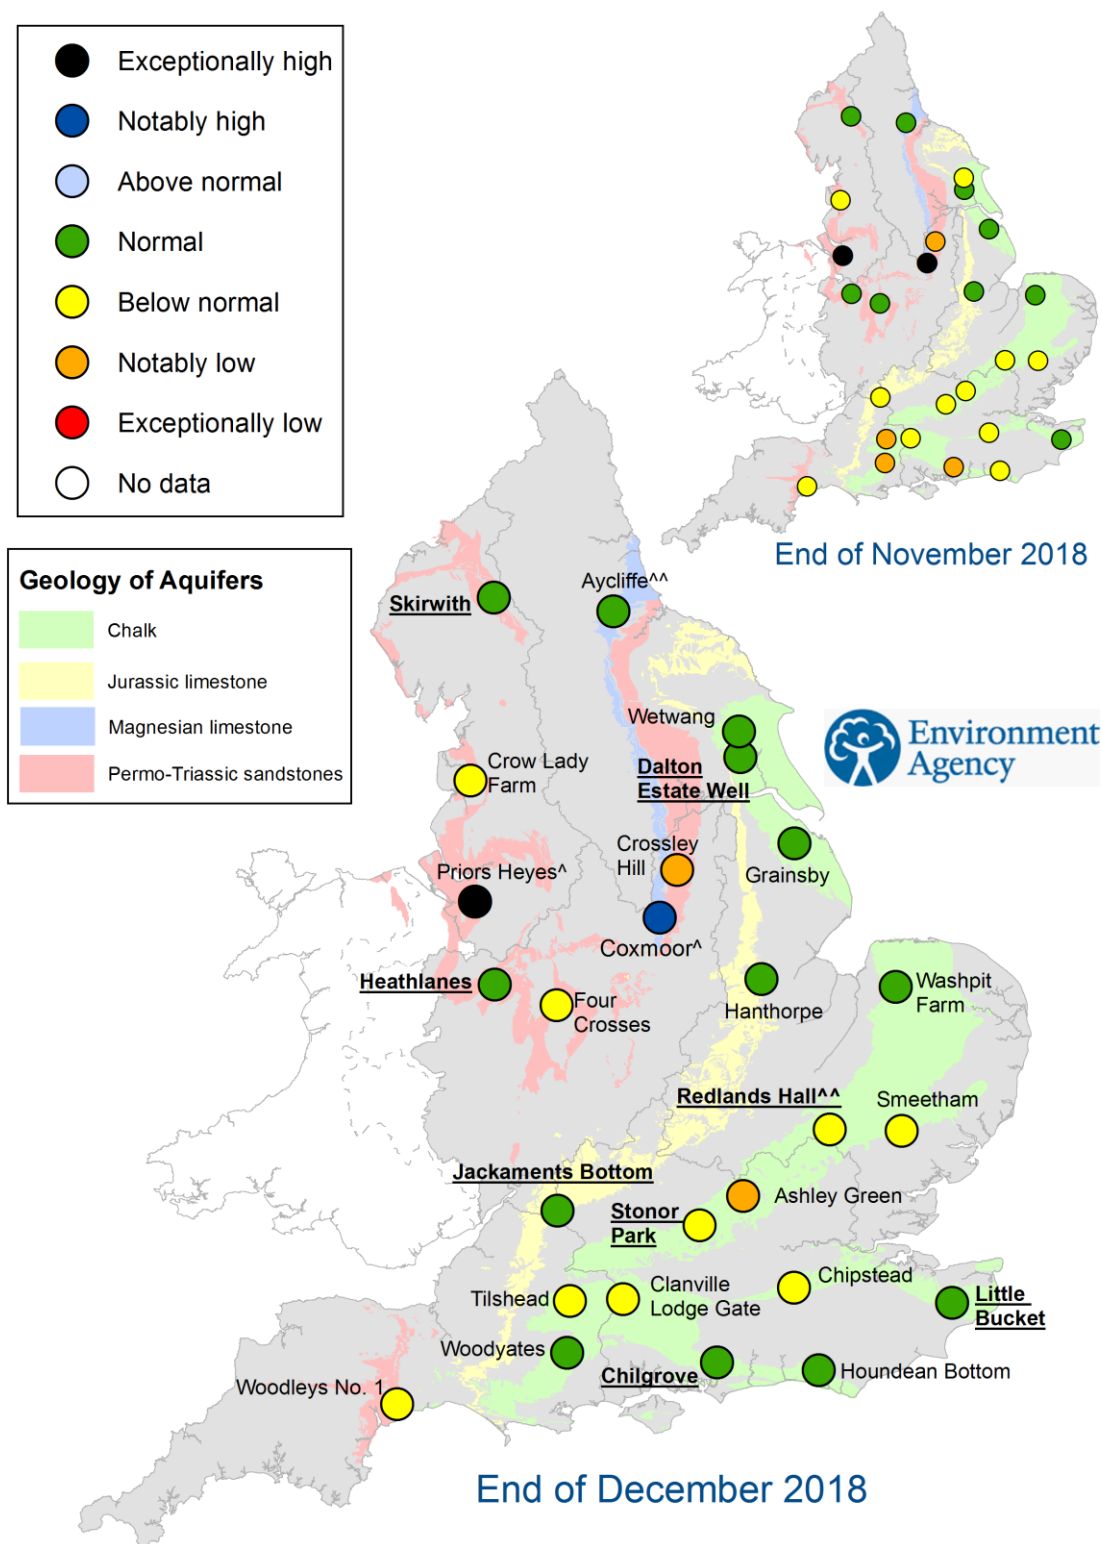 Exceptionally high
Notably high
Above normal
Normal
Below normal
Notably low
Exceptionally low
No data
End of November 2018
Geology of Aquifers
Chalk
Jurassic limestone
Magnesian limestone
Permo-Triassic sandstones
Aycliffe^^
Skirwith
Wetwang
Dalton
Estate Well
Environment
Agency
Crow Lady
Farm
Crossley
Hill
Grainsby
Priors Heyes^
Coxmoor^
Heathlanes
Four
Crosses
Hanthorpe
Washpit
Farm
Redlands Hall^^
Smeetham
Jackaments Bottom
Ashley Green
Stonor
Park
Tilshead
Clanville
Lodge Gate
Chipstead
Little
Bucket
Woodyates
Chilgrove
Houndean Bottom
Woodleys No. 1
End of December 2018